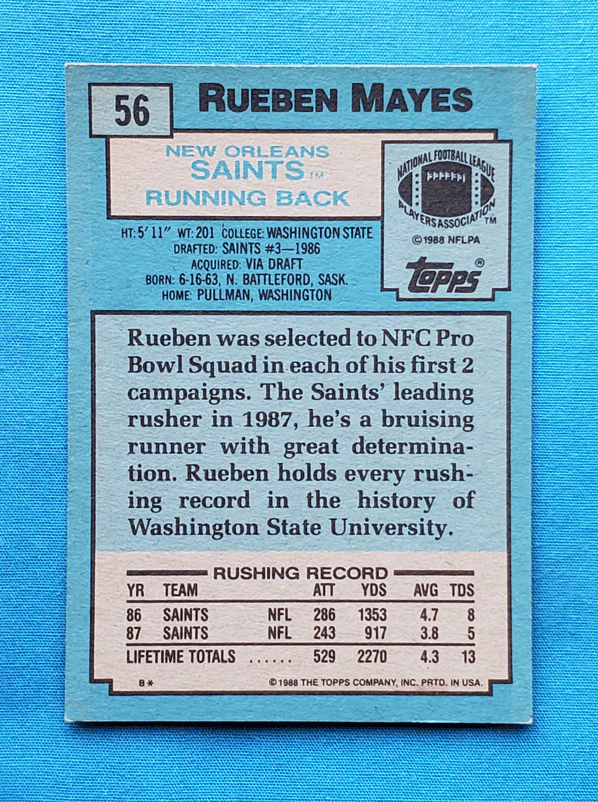 56
RUEBEN MAYES
NEW ORLEANS
SAINTS TM
RUNNING BACK
NATIONAL FOOTBALL LEAGUE
PLAYERS ASSOCIATION TM
© 1988 NFLPA
topps ®
HT: 5' 11" WT: 201 COLLEGE: WASHINGTON STATE
DRAFTED: SAINTS #3—1986
ACQUIRED: VIA DRAFT
BORN: 6-16-63, N. BATTLEFORD, SASK.
HOME: PULLMAN, WASHINGTON
Rueben was selected to NFC Pro
Bowl Squad in each of his first 2
campaigns. The Saints' leading
rusher in 1987, he's a bruising
runner with great determina-
tion. Rueben holds every rush-
ing record in the history of
Washington State University.
RUSHING RECORD
YR TEAM ATT YDS AVG TDS
86 SAINTS NFL 286 1353 4.7 8
87 SAINTS NFL 243 917 3.8 5
LIFETIME TOTALS ...... 529 2270 4.3 13
B* © 1988 THE TOPPS COMPANY, INC. PRTD. IN USA.